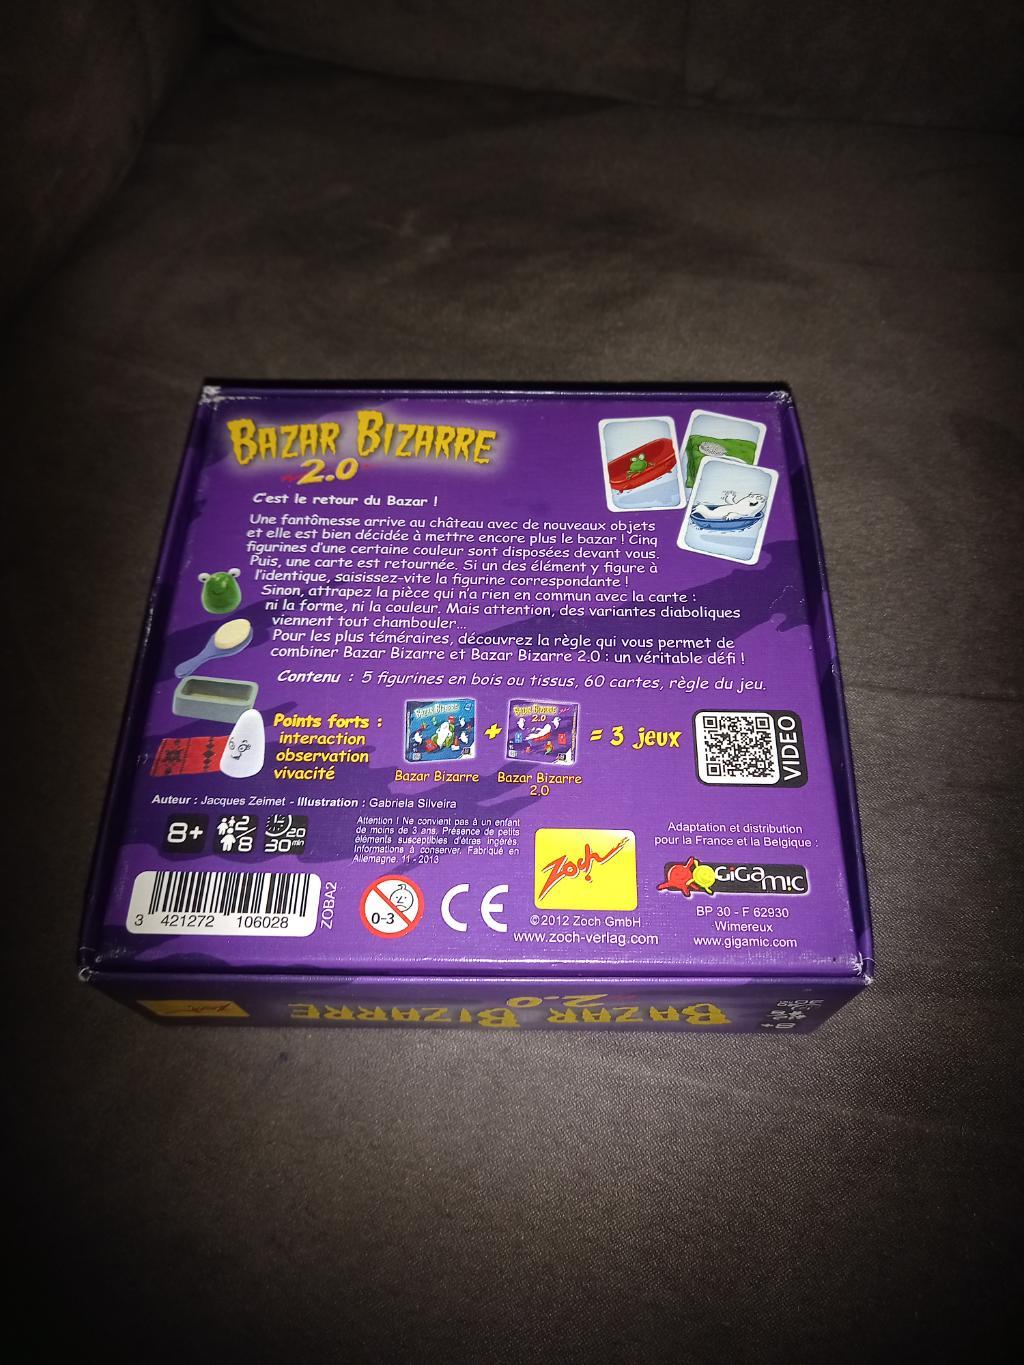 BAZAR BIZARRE
2.0
C'est le retour du Bazar !
Une fantômesse arrive au château avec de nouveaux objets
et elle est bien décidée à mettre encore plus le bazar ! Cinq
figurines d'une certaine couleur sont disposées devant vous.
Puis, une carte est retournée. Si un des élément y figure à
l'identique, saisissez-vite la figurine correspondante !
Sinon, attrapez la pièce qui n'a rien en commun avec la carte :
ni la forme, ni la couleur. Mais attention, des variantes diaboliques
viennent tout chambouler...
Pour les plus téméraires, découvrez la règle qui vous permet de
combiner Bazar Bizarre et Bazar Bizarre 2.0 : un véritable défi !
Contenu : 5 figurines en bois ou tissus, 60 cartes, règle du jeu.
Points forts :
interaction
observation
vivacité
BAZAR BIZARRE
+
BAZAR BIZARRE
2.0
= 3 jeux
Bazar Bizarre
Bazar Bizarre
2.0
VIDEO
Auteur : Jacques Zeimet - Illustration : Gabriela Silveira
8+
2/8
20
30min
Attention ! Ne convient pas à un enfant
de moins de 3 ans. Présence de petits
éléments susceptibles d'êtres ingérés.
Informations à conserver. Fabriqué en
Allemagne. 11 - 2013
Zoch
Adaptation et distribution
pour la France et la Belgique :
GiGAMiC
3 421272 106028
ZOBA2
0-3
CE
©2012 Zoch GmbH
www.zoch-verlag.com
BP 30 - F 62930
Wimereux
www.gigamic.com
BAZAR BIZARRE
2.0
Zoch